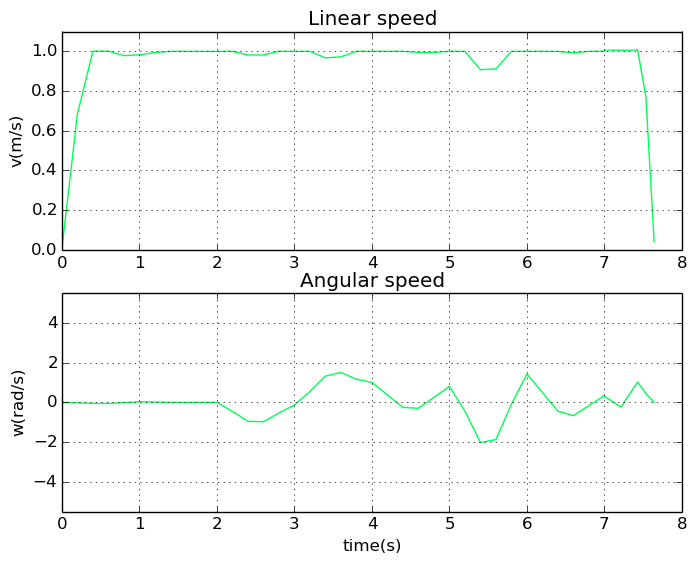 Linear speed
1.0
0.8
0.6
0.4
0.2
0.0
v(m/s)
0 1 2 3 4 5 6 7 8
Angular speed
4
2
0
−2
−4
w(rad/s)
0 1 2 3 4 5 6 7 8
time(s)